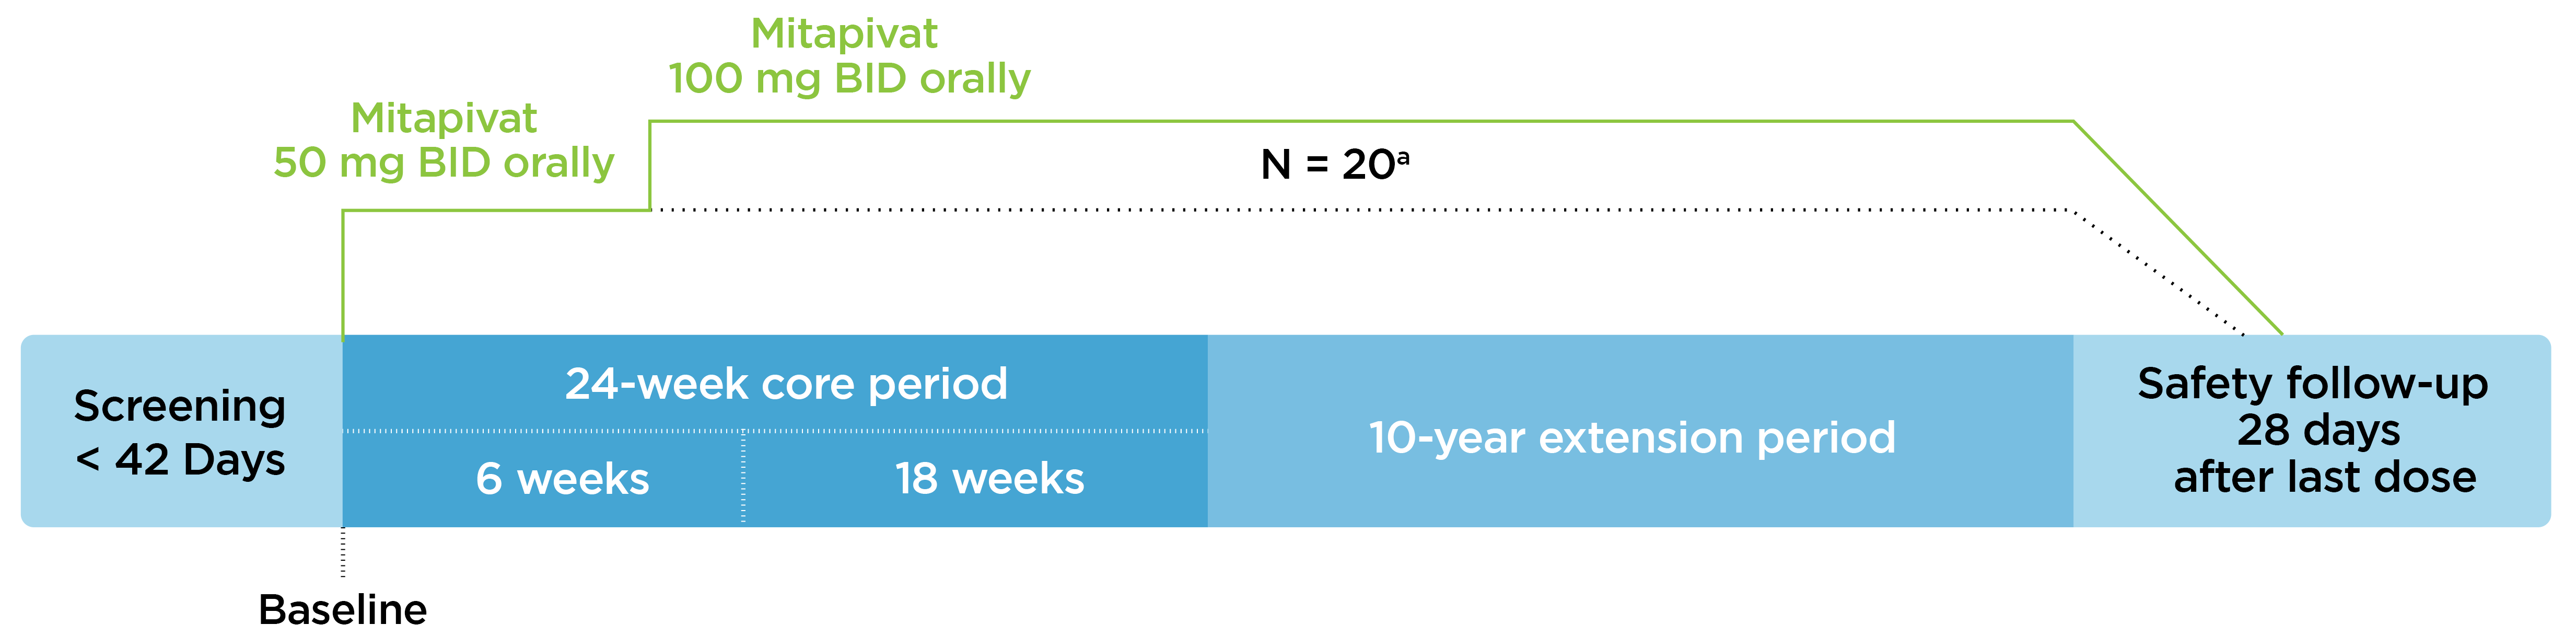 Mitapivat
100 mg BID orally
Mitapivat
50 mg BID orally
N = 20ᵃ
Screening
< 42 Days
24-week core period
6 weeks
18 weeks
10-year extension period
Safety follow-up
28 days
after last dose
Baseline